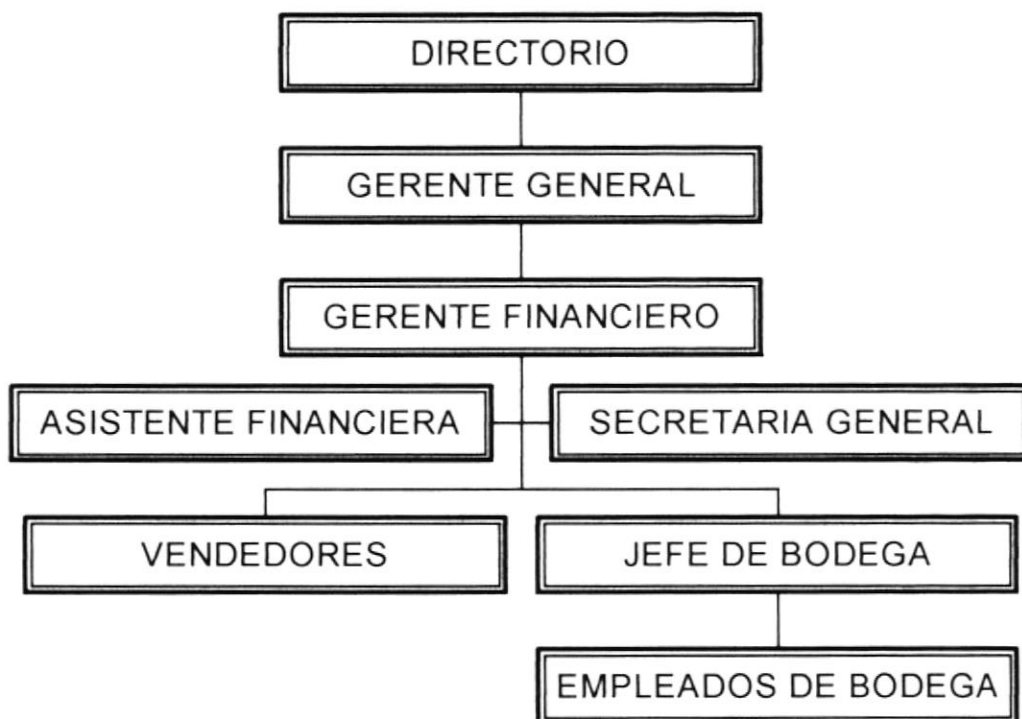 DIRECTORIO
GERENTE GENERAL
GERENTE FINANCIERO
ASISTENTE FINANCIERA
SECRETARIA GENERAL
VENDEDORES
JEFE DE BODEGA
EMPLEADOS DE BODEGA